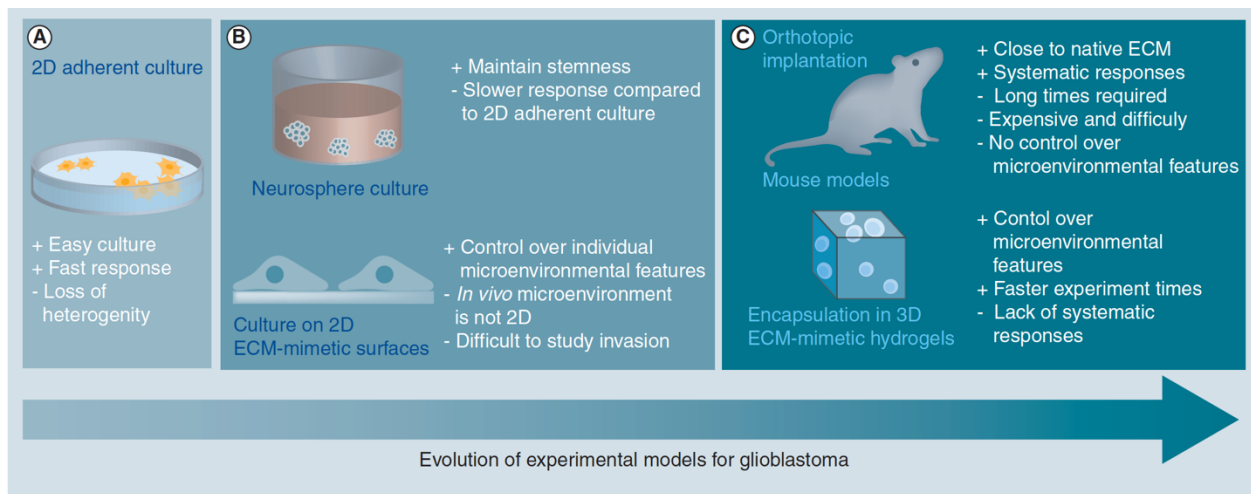 A
2D adherent culture
+ Easy culture
+ Fast response
- Loss of
heterogenity
B
+ Maintain stemness
- Slower response compared
to 2D adherent culture
Neurosphere culture
+ Control over individual
microenvironmental features
- In vivo microenvironment
is not 2D
- Difficult to study invasion
Culture on 2D
ECM-mimetic surfaces
C
Orthotopic
implantation
+ Close to native ECM
+ Systematic responses
- Long times required
- Expensive and difficuly
- No control over
microenvironmental features
Mouse models
+ Contol over
microenvironmental
features
+ Faster experiment times
- Lack of systematic
responses
Encapsulation in 3D
ECM-mimetic hydrogels
Evolution of experimental models for glioblastoma